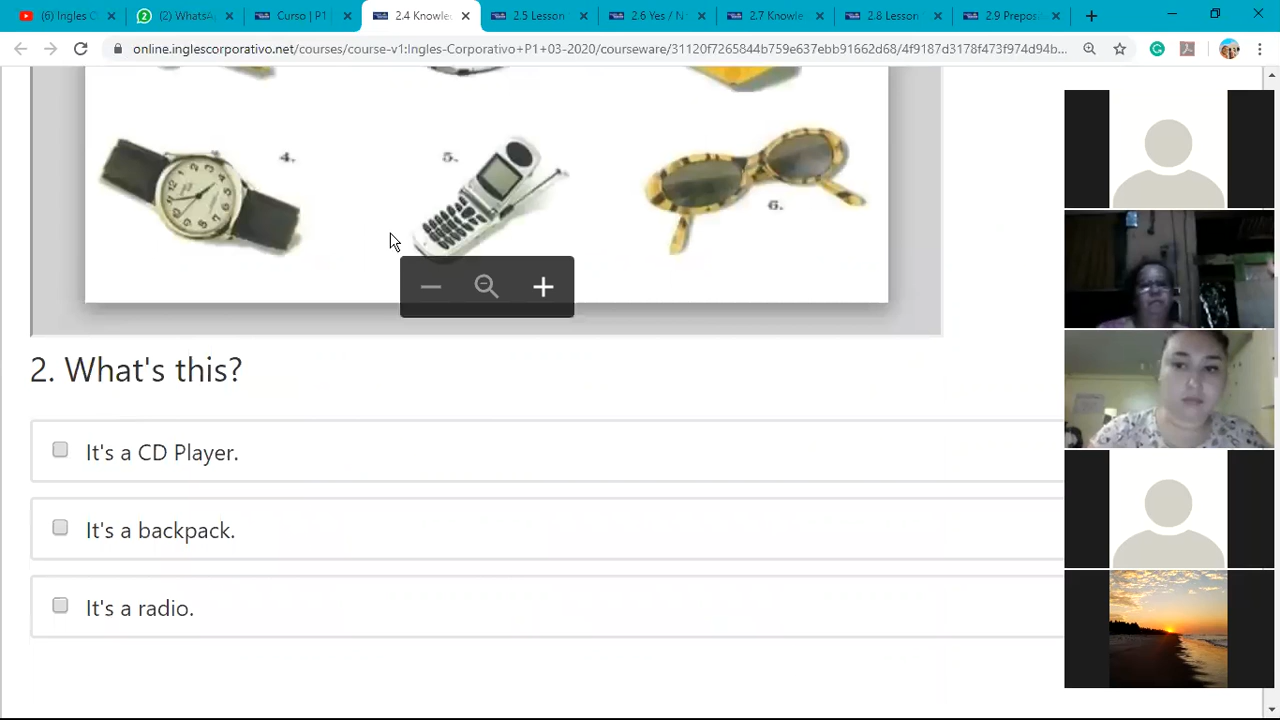 (6) Ingles C
(2) WhatsA
Curso | P1
2.4 Knowle
2.5 Lesson
2.6 Yes / N
2.7 Knowle
2.8 Lesson
2.9 Prepos
online.inglescorporativo.net/courses/course-v1:Ingles-Corporativo+P1+03-2020/courseware/31120f7265844b759e637ebb91662d68/4f9187d3178f473f974d94b...
4.
5.
6.
2. What's this?
It's a CD Player.
It's a backpack.
It's a radio.